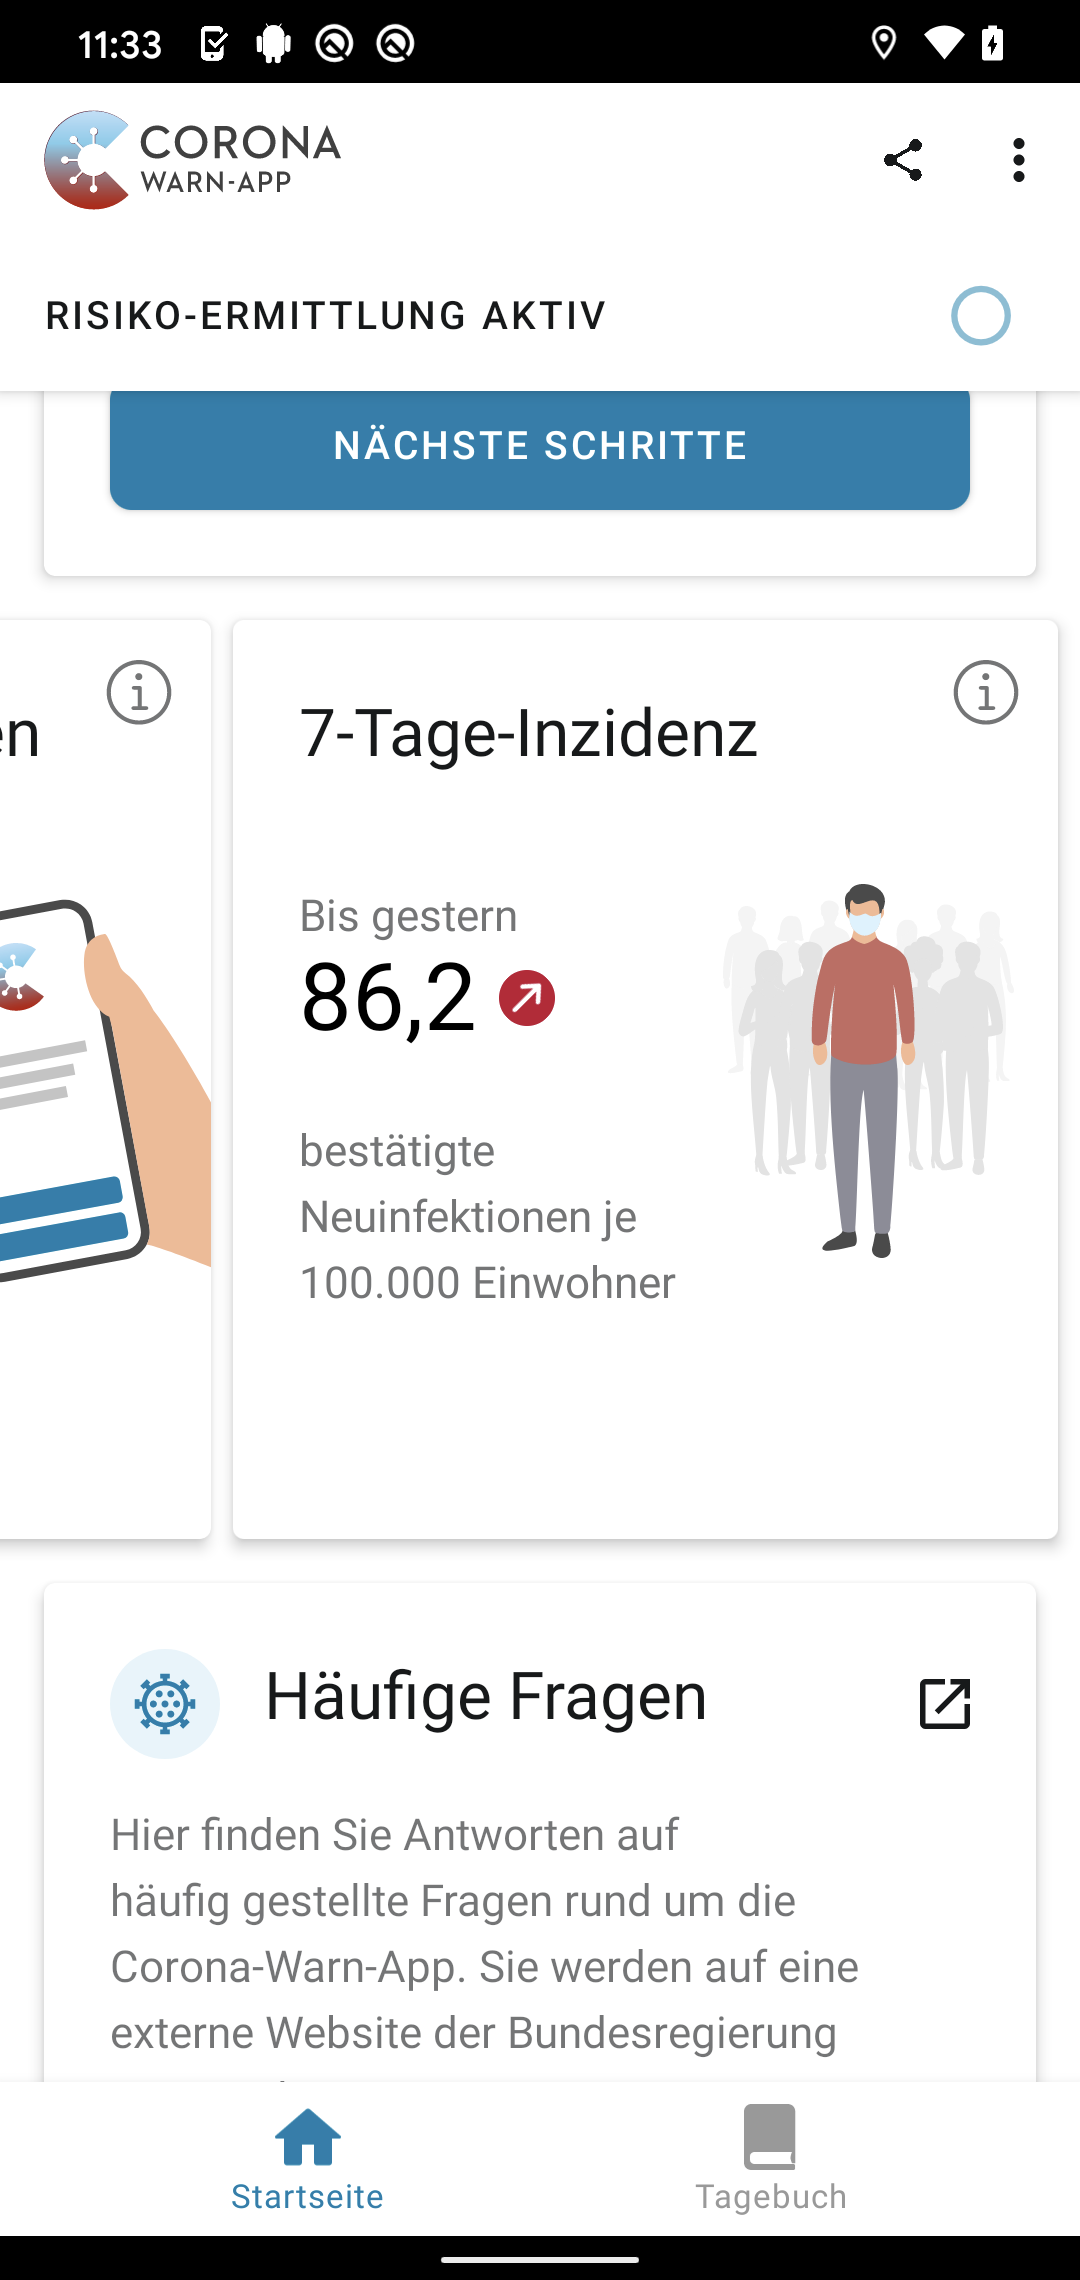 11:33
CORONA
WARN-APP
RISIKO-ERMITTLUNG AKTIV
NÄCHSTE SCHRITTE
en
7-Tage-Inzidenz
Bis gestern
86,2
bestätigte
Neuinfektionen je
100.000 Einwohner
Häufige Fragen
Hier finden Sie Antworten auf
häufig gestellte Fragen rund um die
Corona-Warn-App. Sie werden auf eine
externe Website der Bundesregierung
Startseite
Tagebuch